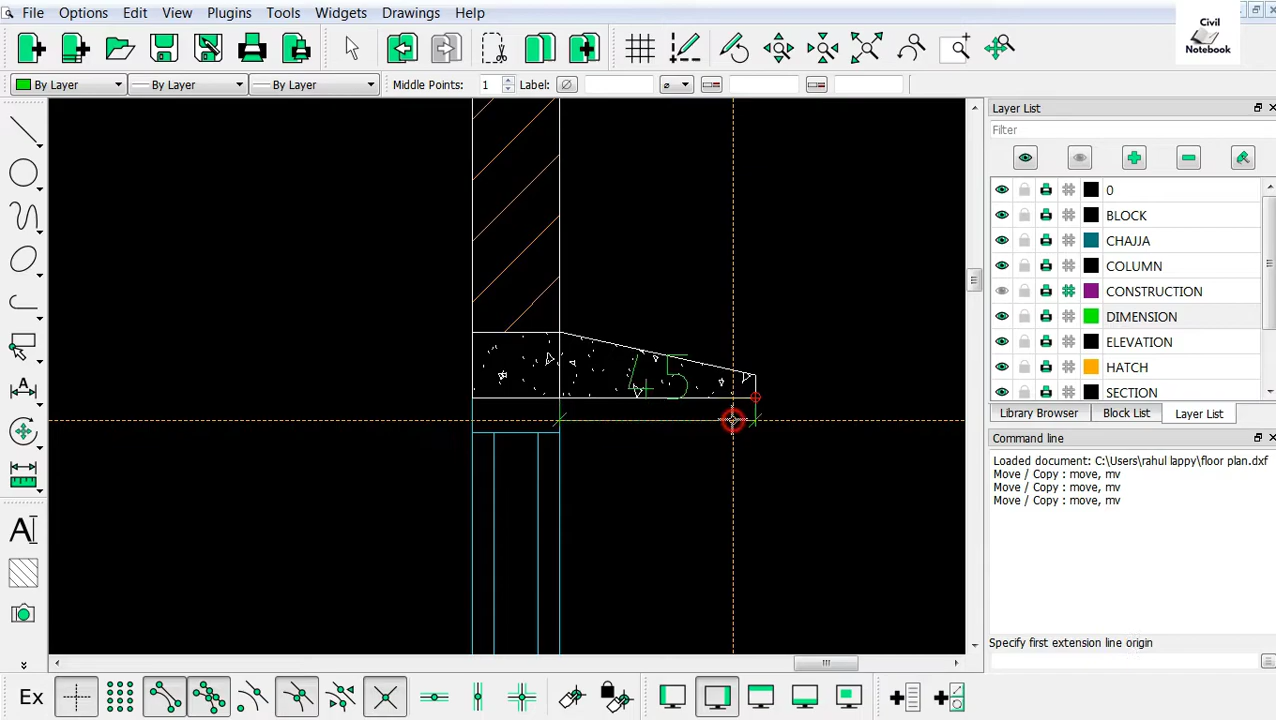 File Options Edit View Plugins Tools Widgets Drawings Help
Civil
Notebook
By Layer By Layer By Layer Middle Points: 1 Label:
Layer List
Filter
0
BLOCK
CHAJJA
COLUMN
CONSTRUCTION
DIMENSION
ELEVATION
HATCH
SECTION
Library Browser Block List Layer List
Command line
Loaded document: C:\Users\rahul lappy\floor plan.dxf
Move / Copy : move, mv
Move / Copy : move, mv
Move / Copy : move, mv
Specify first extension line origin
45
A
A
Ex